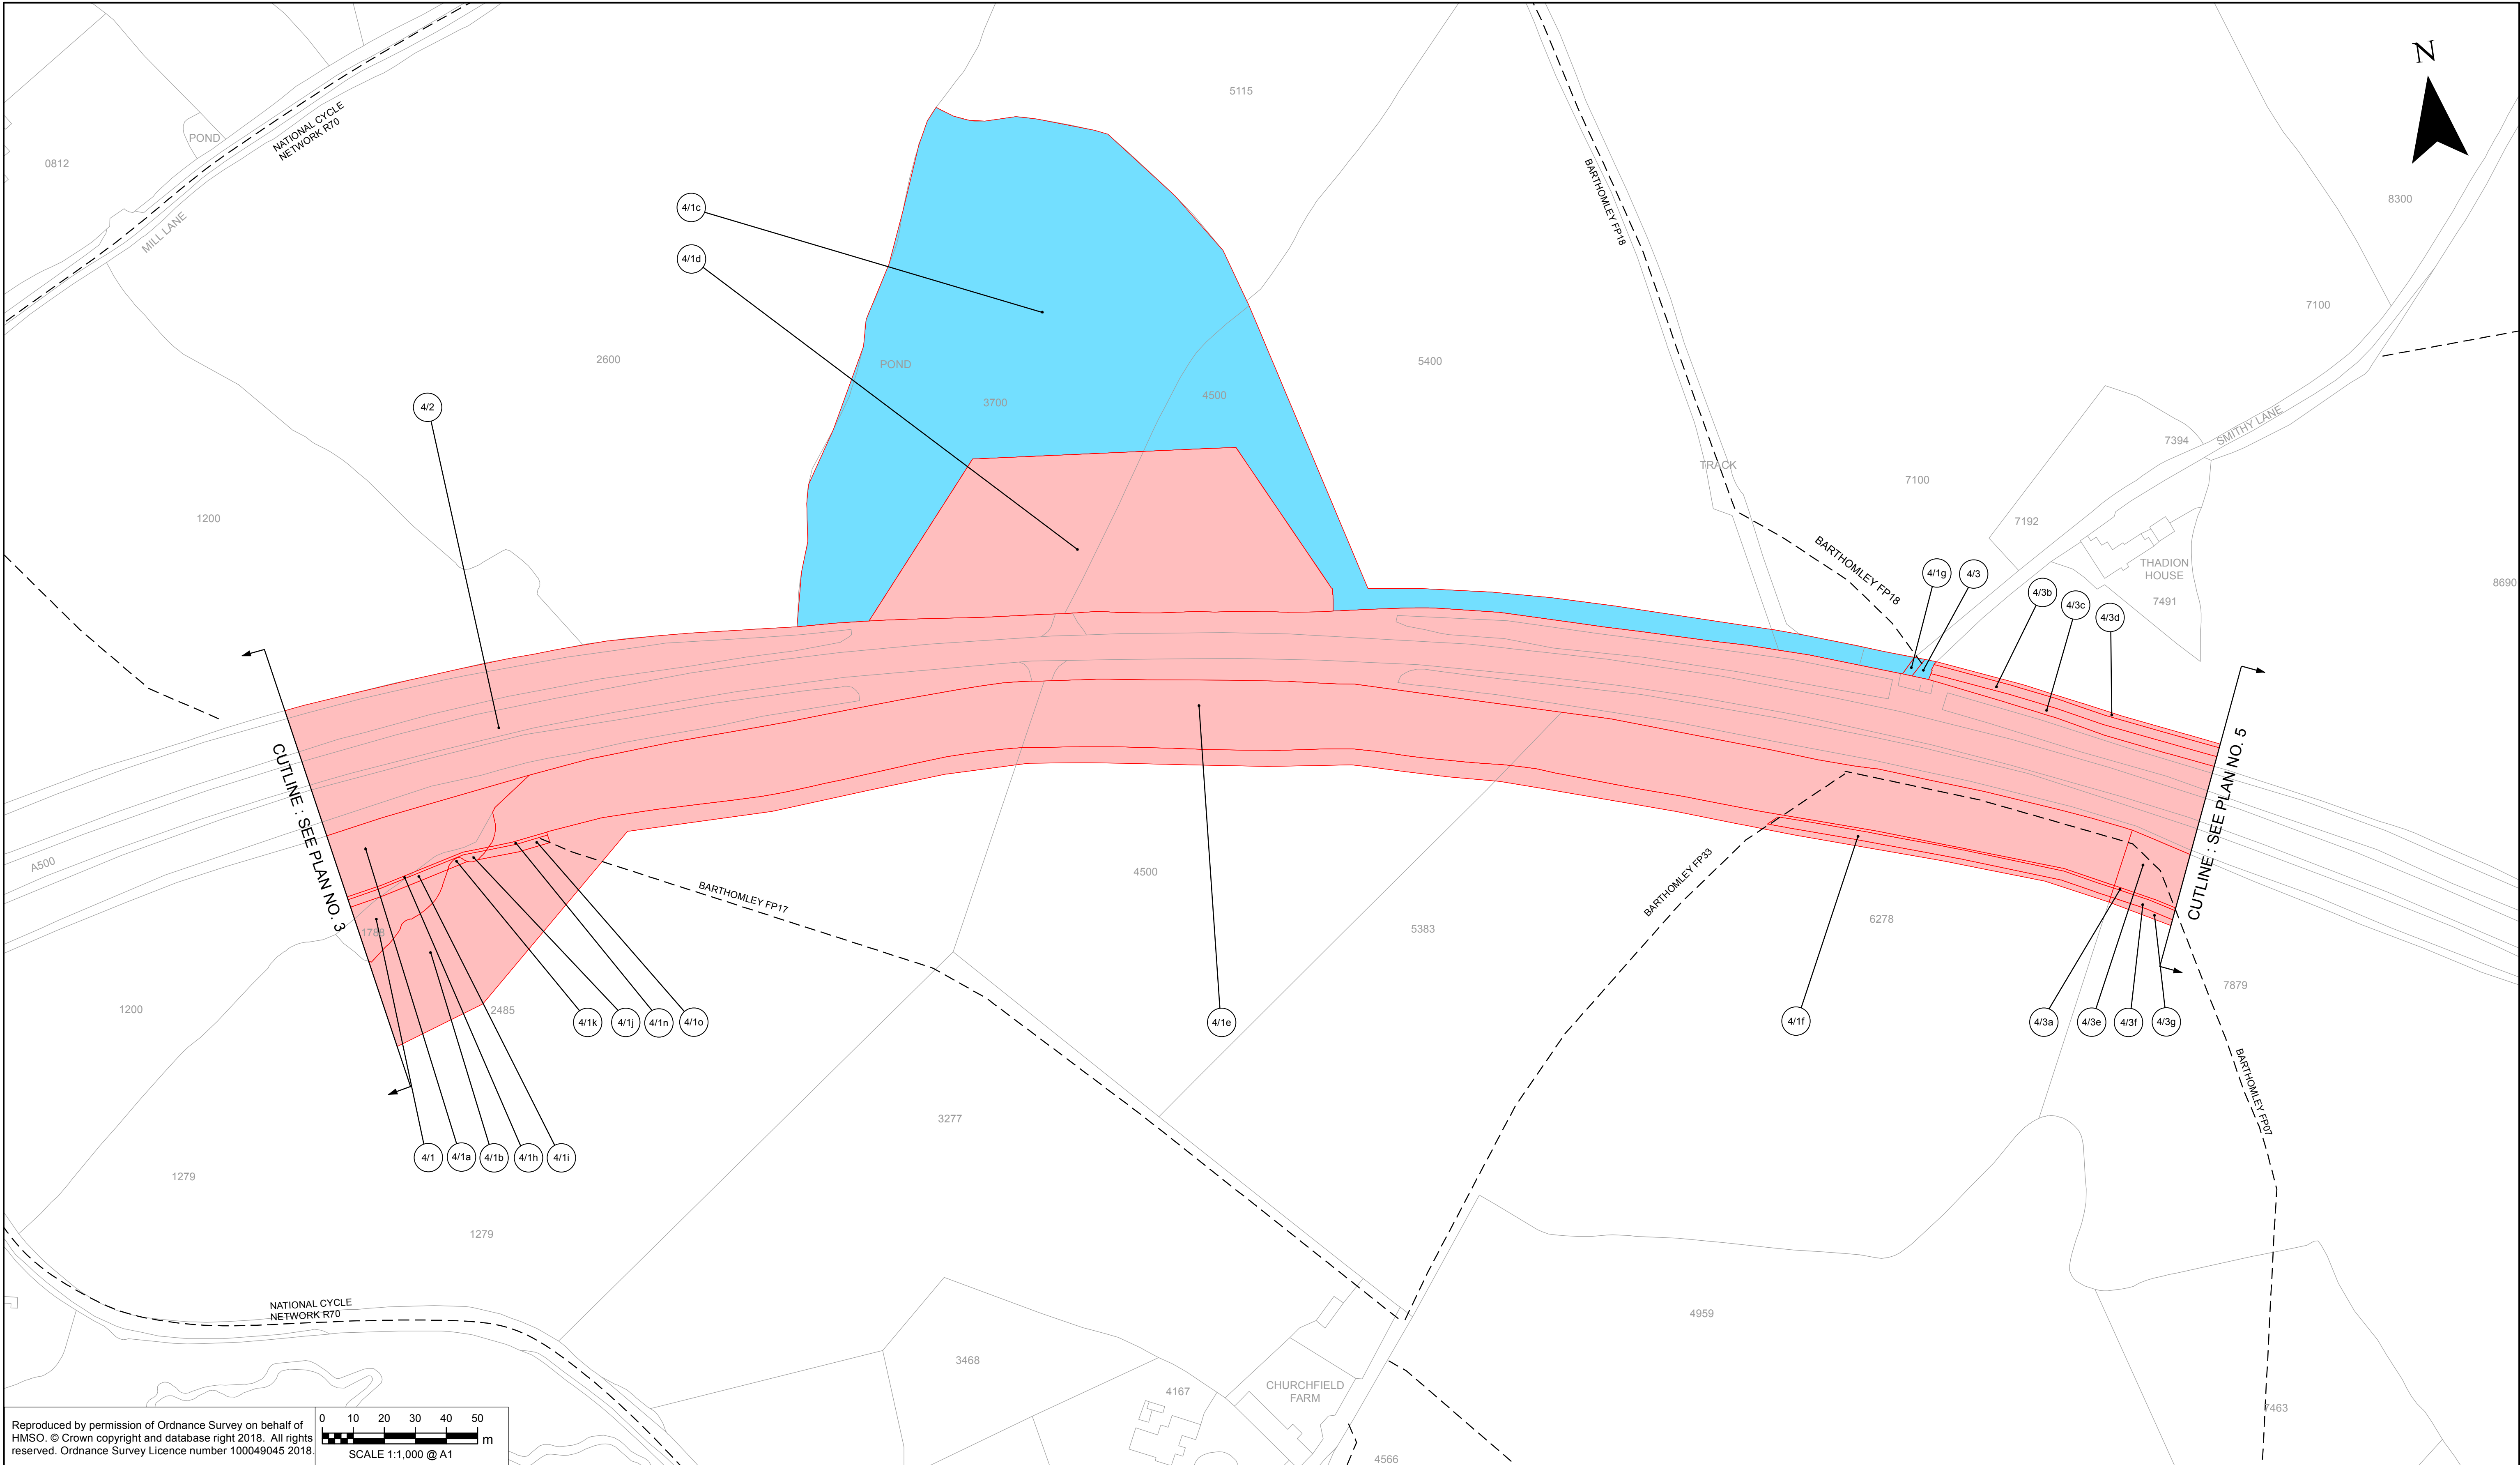 N
5115
NATIONAL CYCLE
NETWORK R70
POND
0812
MILL LANE
BARTHOMLEY FP18
8300
4/1c
4/1d
7100
2600
POND
5400
3700
4500
4/2
7394
SMITHY LANE
TRACK
7100
1200
7192
BARTHOMLEY FP18
THADION
HOUSE
7491
8690
4/1g
4/3
4/3b
4/3c
4/3d
CUTLINE : SEE PLAN NO. 3
CUTLINE : SEE PLAN NO. 5
A500
BARTHOMLEY FP17
4500
BARTHOMLEY FP33
5383
6278
1788
7879
1200
2485
4/1k
4/1j
4/1n
4/1o
4/1e
4/1f
4/3a
4/3e
4/3f
4/3g
BARTHOMLEY FP07
3277
4/1
4/1a
4/1b
4/1h
4/1i
1279
1279
NATIONAL CYCLE
NETWORK R70
4959
3468
4167
CHURCHFIELD
FARM
7463
4566
Reproduced by permission of Ordnance Survey on behalf of
HMSO. © Crown copyright and database right 2018. All rights
reserved. Ordnance Survey Licence number 100049045 2018.
0 10 20 30 40 50
m
SCALE 1:1,000 @ A1